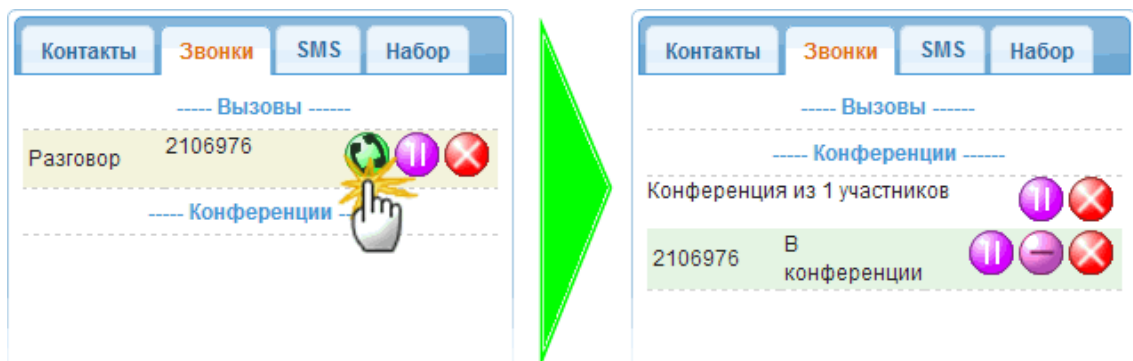 Контакты Звонки SMS Набор
----- Вызовы ------
Разговор 2106976
----- Конференции --
Контакты Звонки SMS Набор
----- Вызовы ------
----- Конференции ------
Конференция из 1 участников
2106976 В
конференции